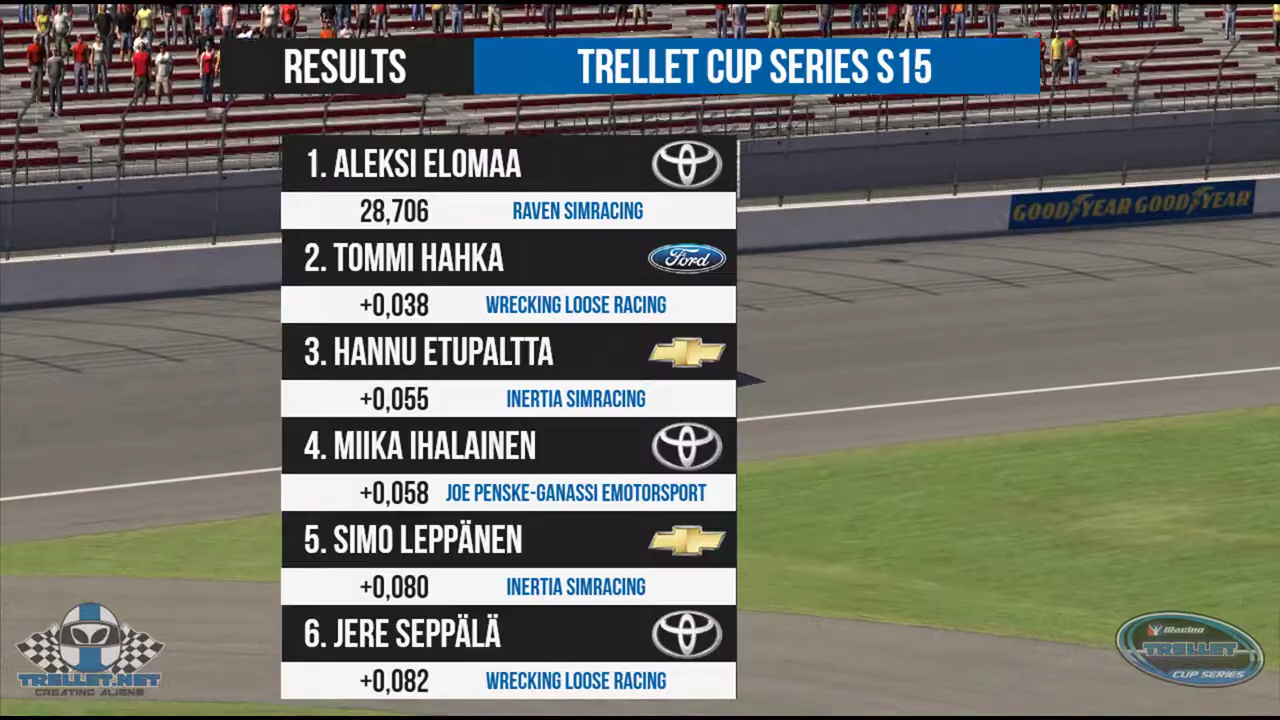 RESULTS
TRELLET CUP SERIES S15
1. ALEKSI ELOMAA
28,706 RAVEN SIMRACING
2. TOMMI HAHKA
Ford
+0,038 WRECKING LOOSE RACING
3. HANNU ETUPALTTA
+0,055 INERTIA SIMRACING
4. MIIKA IHALAINEN
+0,058 JOE PENSKE-GANASSI EMOTORSPORT
5. SIMO LEPPÄNEN
+0,080 INERTIA SIMRACING
6. JERE SEPPÄLÄ
+0,082 WRECKING LOOSE RACING
GOODYEAR GOODYEAR
TRELLET.NET
CREATING ALIENS
iRacing
TRELLET
CUP SERIES